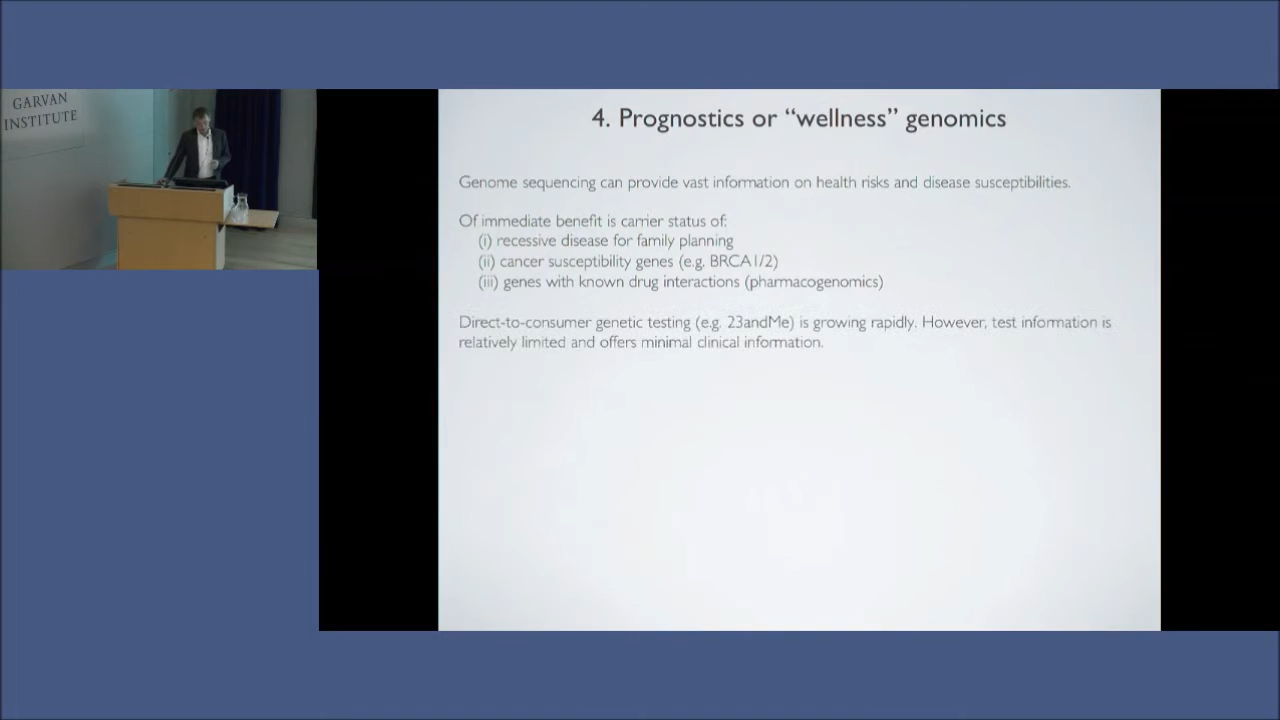 GARVAN
INSTITUTE
4. Prognostics or “wellness” genomics
Genome sequencing can provide vast information on health risks and disease susceptibilities.
Of immediate benefit is carrier status of:
(i) recessive disease for family planning
(ii) cancer susceptibility genes (e.g. BRCA1/2)
(iii) genes with known drug interactions (pharmacogenomics)
Direct-to-consumer genetic testing (e.g. 23andMe) is growing rapidly. However, test information is
relatively limited and offers minimal clinical information.